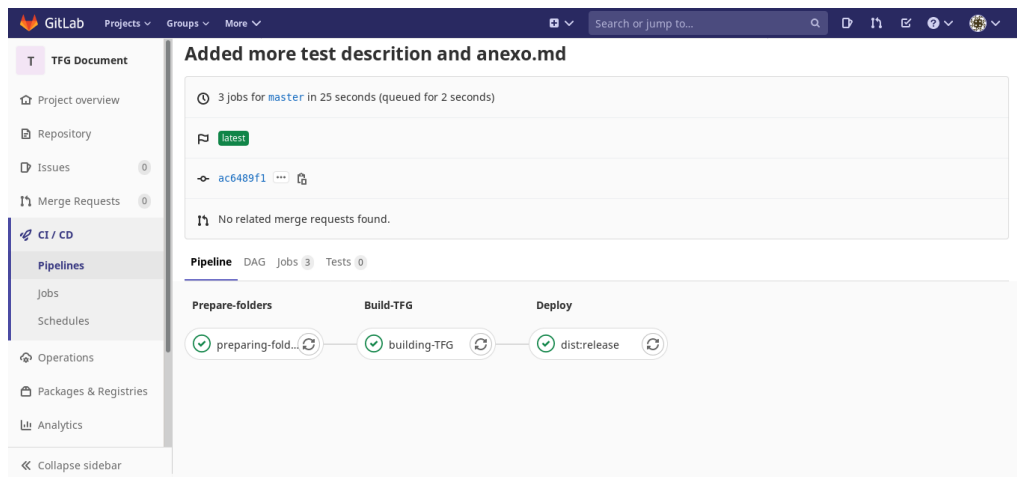 GitLab Projects Groups More Search or jump to...
T TFG Document
Project overview
Repository
Issues 0
Merge Requests 0
CI / CD
Pipelines
Jobs
Schedules
Operations
Packages & Registries
Analytics
Collapse sidebar
Added more test descrition and anexo.md
3 jobs for master in 25 seconds (queued for 2 seconds)
latest
ac6489f1 ...
No related merge requests found.
Pipeline DAG Jobs 3 Tests 0
Prepare-folders Build-TFG Deploy
preparing-fold... building-TFG dist:release